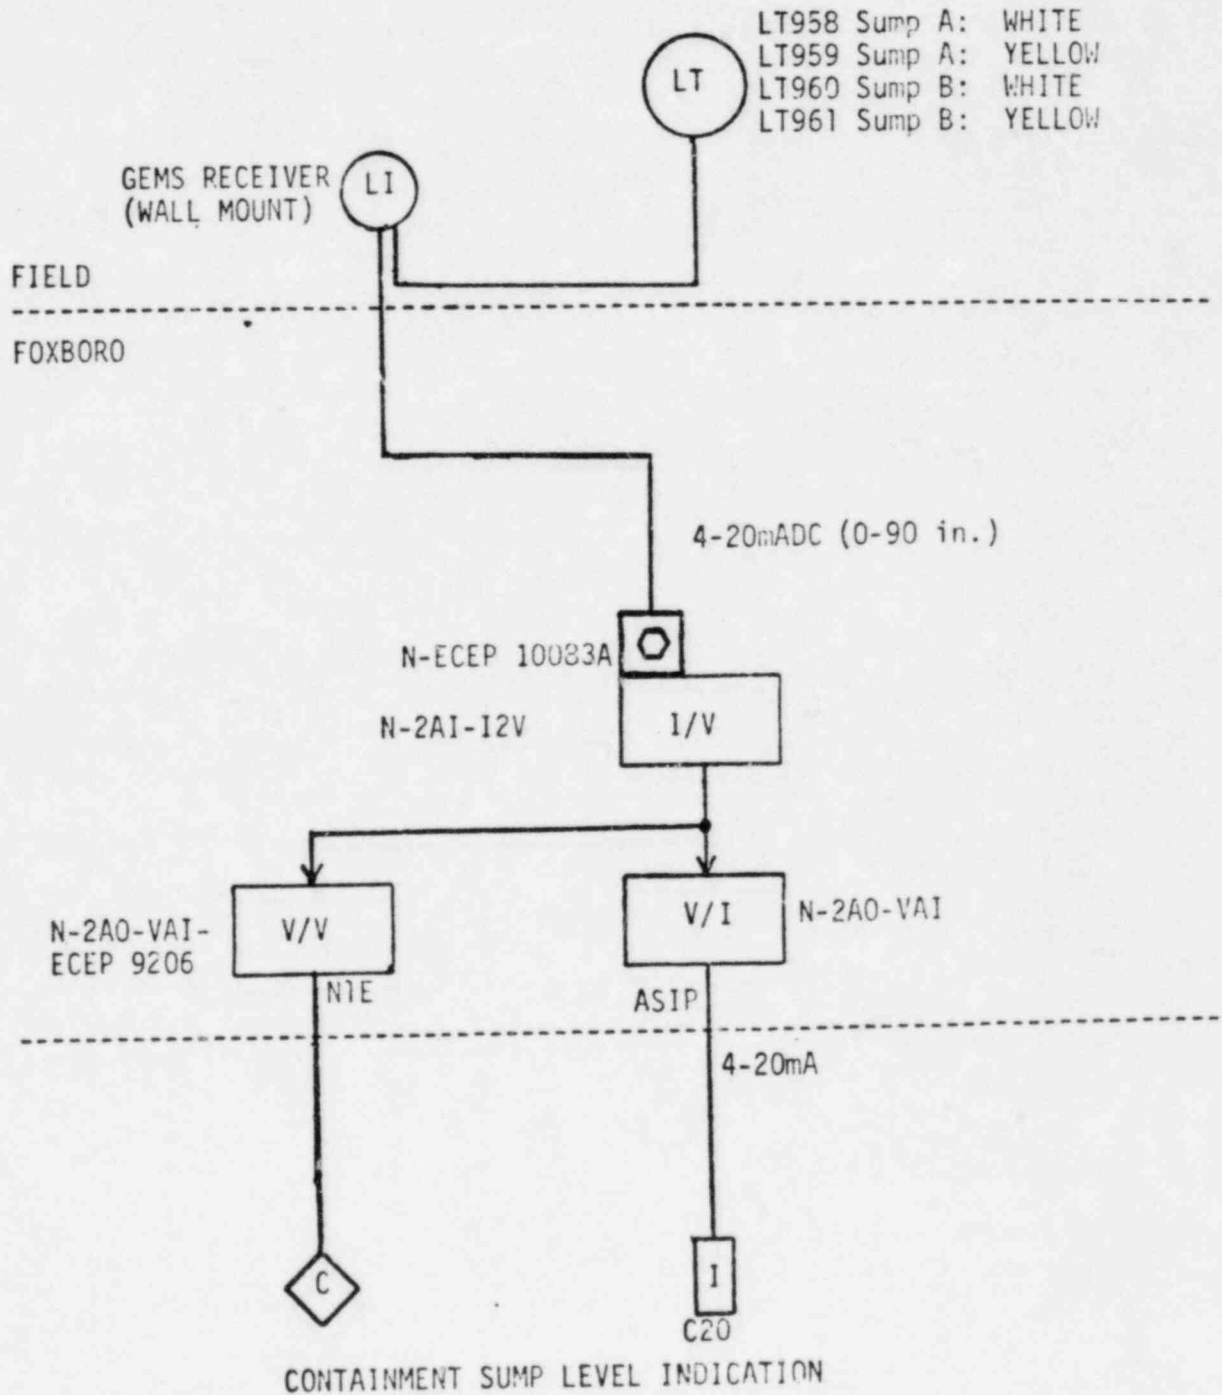 LT958 Sump A: WHITE
LT959 Sump A: YELLOW
LT960 Sump B: WHITE
LT961 Sump B: YELLOW
LT
GEMS RECEIVER
(WALL MOUNT)
LI
FIELD
FOXBORO
4-20mADC (0-90 in.)
N-ECEP 10083A
N-2AI-I2V
I/V
N-2AO-VAI-
ECEP 9206
V/V
V/I
N-2AO-VAI
N1E
ASIP
4-20mA
C
I
C20
CONTAINMENT SUMP LEVEL INDICATION